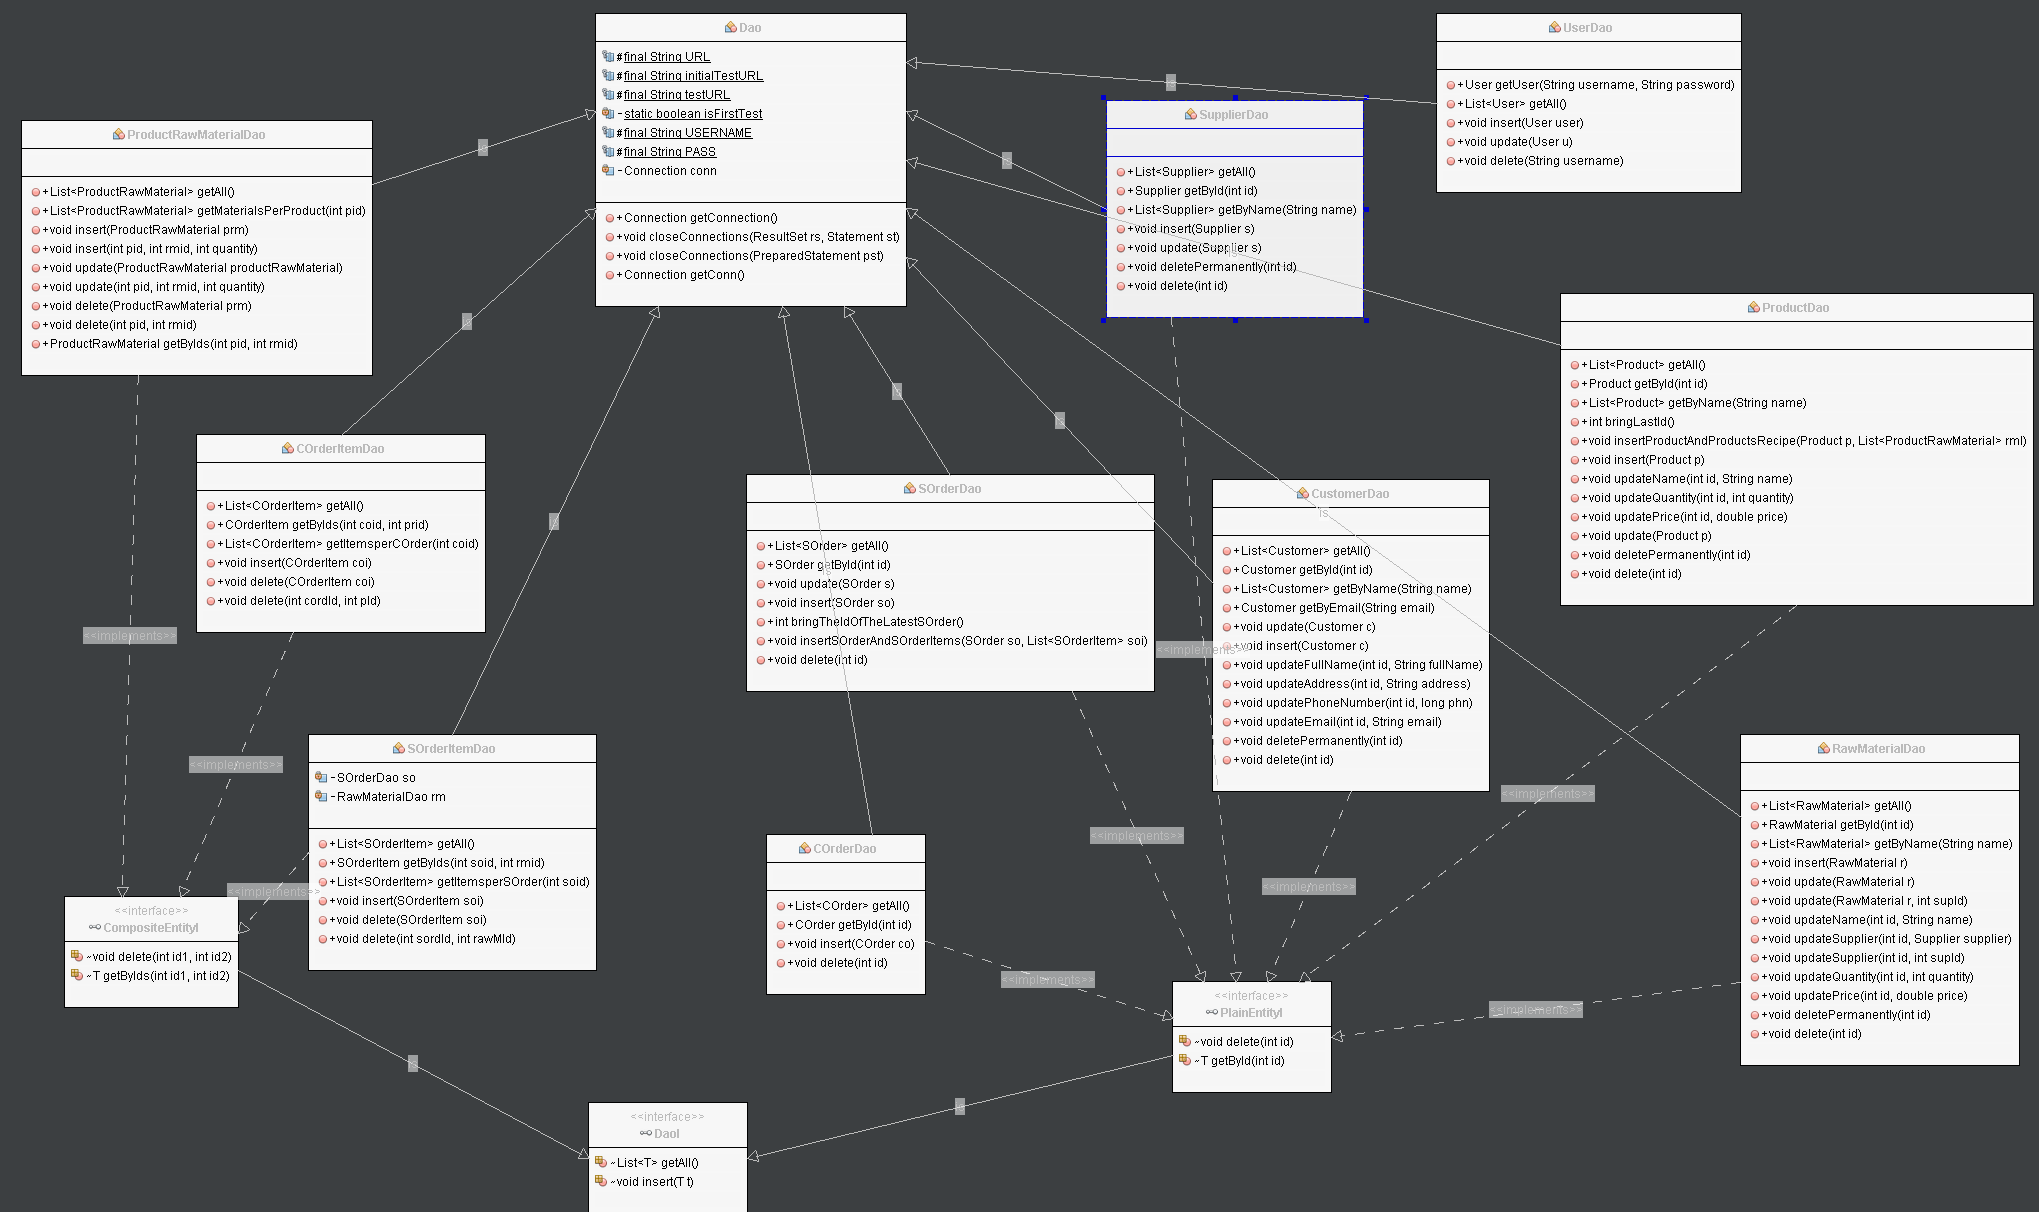 Dao
#final String URL
#final String initialTestURL
#final String testURL
-static boolean isFirstTest
#final String USERNAME
#final String PASS
-Connection conn
+Connection getConnection()
+void closeConnections(ResultSet rs, Statement st)
+void closeConnections(PreparedStatement pst)
+Connection getConn()
UserDao
+User getUser(String username, String password)
+List<User> getAll()
+void insert(User user)
+void update(User u)
+void delete(String username)
is
SupplierDao
+List<Supplier> getAll()
+Supplier getById(int id)
+List<Supplier> getByName(String name)
+void insert(Supplier s)
+void update(Supplier s)
+void deletePermanently(int id)
+void delete(int id)
is
is
ProductRawMaterialDao
+List<ProductRawMaterial> getAll()
+List<ProductRawMaterial> getMaterialsPerProduct(int pid)
+void insert(ProductRawMaterial prm)
+void insert(int pid, int rmid, int quantity)
+void update(ProductRawMaterial productRawMaterial)
+void update(int pid, int rmid, int quantity)
+void delete(ProductRawMaterial prm)
+void delete(int pid, int rmid)
+ProductRawMaterial getByIds(int pid, int rmid)
is
ProductDao
+List<Product> getAll()
+Product getById(int id)
+List<Product> getByName(String name)
+int bringLastId()
+void insertProductAndProductsRecipe(Product p, List<ProductRawMaterial> rml)
+void insert(Product p)
+void updateName(int id, String name)
+void updateQuantity(int id, int quantity)
+void updatePrice(int id, double price)
+void update(Product p)
+void deletePermanently(int id)
+void delete(int id)
is
is
is
is
COrderItemDao
+List<COrderItem> getAll()
+COrderItem getByIds(int coid, int prid)
+List<COrderItem> getItemsperCOrder(int coid)
+void insert(COrderItem coi)
+void delete(COrderItem coi)
+void delete(int cordId, int pId)
SOrderDao
+List<SOrder> getAll()
+SOrder getById(int id)
+void update(SOrder s)
+void insert(SOrder so)
+int bringTheIdOfTheLatestSOrder()
+void insertSOrderAndSOrderItems(SOrder so, List<SOrderItem> soi)
+void delete(int id)
is
CustomerDao
is
+List<Customer> getAll()
+Customer getById(int id)
+List<Customer> getByName(String name)
+Customer getByEmail(String email)
+void update(Customer c)
+void insert(Customer c)
+void updateFullName(int id, String fullName)
+void updateAddress(int id, String address)
+void updatePhoneNumber(int id, long phn)
+void updateEmail(int id, String email)
+void deletePermanently(int id)
+void delete(int id)
<<implements>>
<<implements>>
<<implements>>
SOrderItemDao
-SOrderDao so
-RawMaterialDao rm
+List<SOrderItem> getAll()
+SOrderItem getByIds(int soid, int rmid)
+List<SOrderItem> getItemsperSOrder(int soid)
+void insert(SOrderItem soi)
+void delete(SOrderItem soi)
+void delete(int sordId, int rawMId)
<<implements>>
RawMaterialDao
+List<RawMaterial> getAll()
+RawMaterial getById(int id)
+List<RawMaterial> getByName(String name)
+void insert(RawMaterial r)
+void update(RawMaterial r)
+void update(RawMaterial r, int supId)
+void updateName(int id, String name)
+void updateSupplier(int id, Supplier supplier)
+void updateSupplier(int id, int supId)
+void updateQuantity(int id, int quantity)
+void updatePrice(int id, double price)
+void deletePermanently(int id)
+void delete(int id)
<<implements>>
<<implements>>
<<implements>>
COrderDao
+List<COrder> getAll()
+COrder getById(int id)
+void insert(COrder co)
+void delete(int id)
<<implements>>
<<implements>>
<<interface>>
CompositeEntityI
~void delete(int id1, int id2)
~T getByIds(int id1, int id2)
<<interface>>
PlainEntityI
~void delete(int id)
~T getById(int id)
is
is
<<interface>>
DaoI
~List<T> getAll()
~void insert(T t)